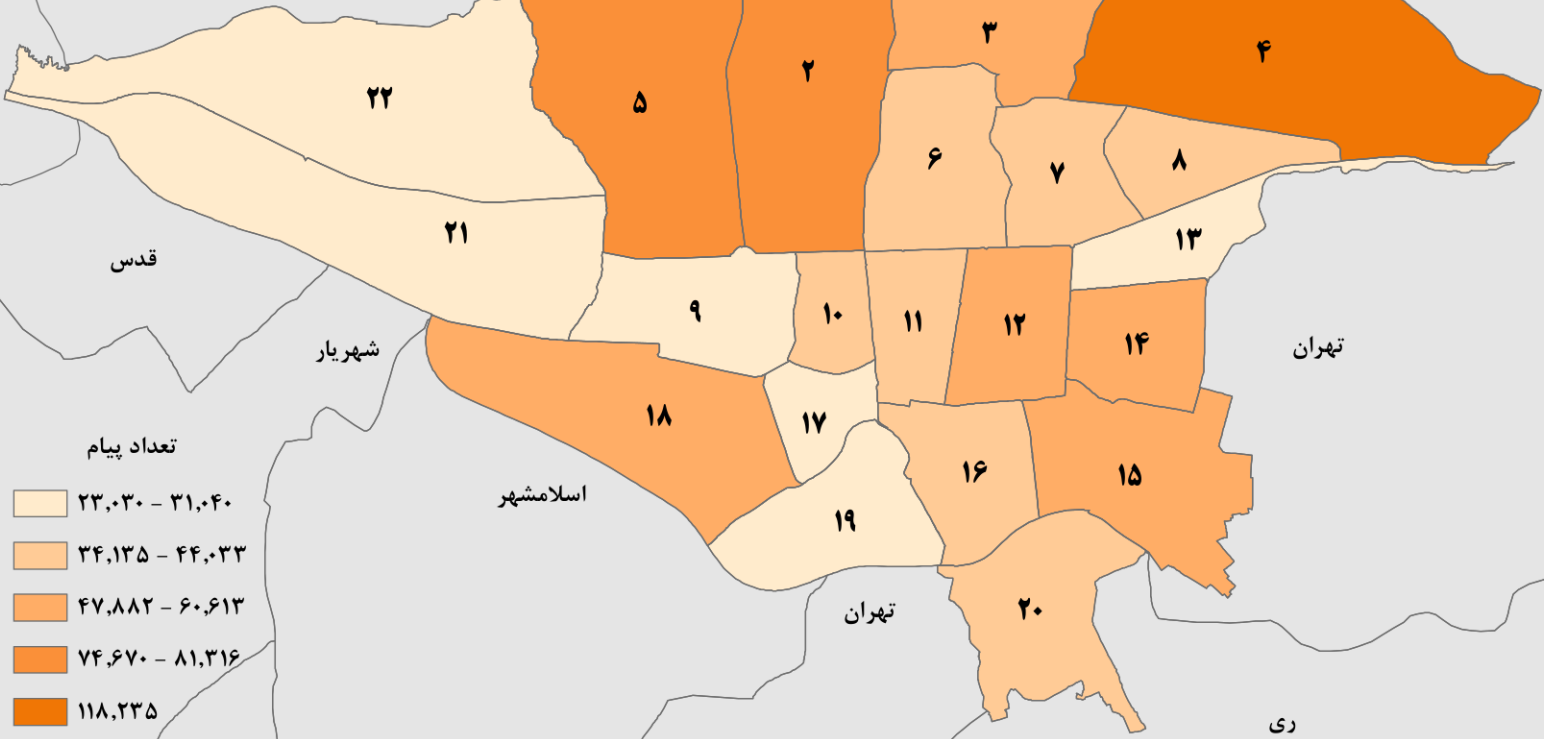 ۳
۴
۲
۵
۲۲
۶
۷
۸
۲۱
۱۳
قدس
۹
۱۰
۱۱
۱۲
۱۴
تهران
شهریار
۱۸
۱۷
۱۶
۱۵
اسلامشهر
۱۹
۲۰
تهران
ری
تعداد پیام
۲۳,۰۳۰ - ۳۱,۰۴۰
۳۴,۱۳۵ - ۴۴,۰۳۳
۴۷,۸۸۲ - ۶۰,۶۱۳
۷۴,۶۷۰ - ۸۱,۳۱۶
۱۱۸,۲۳۵